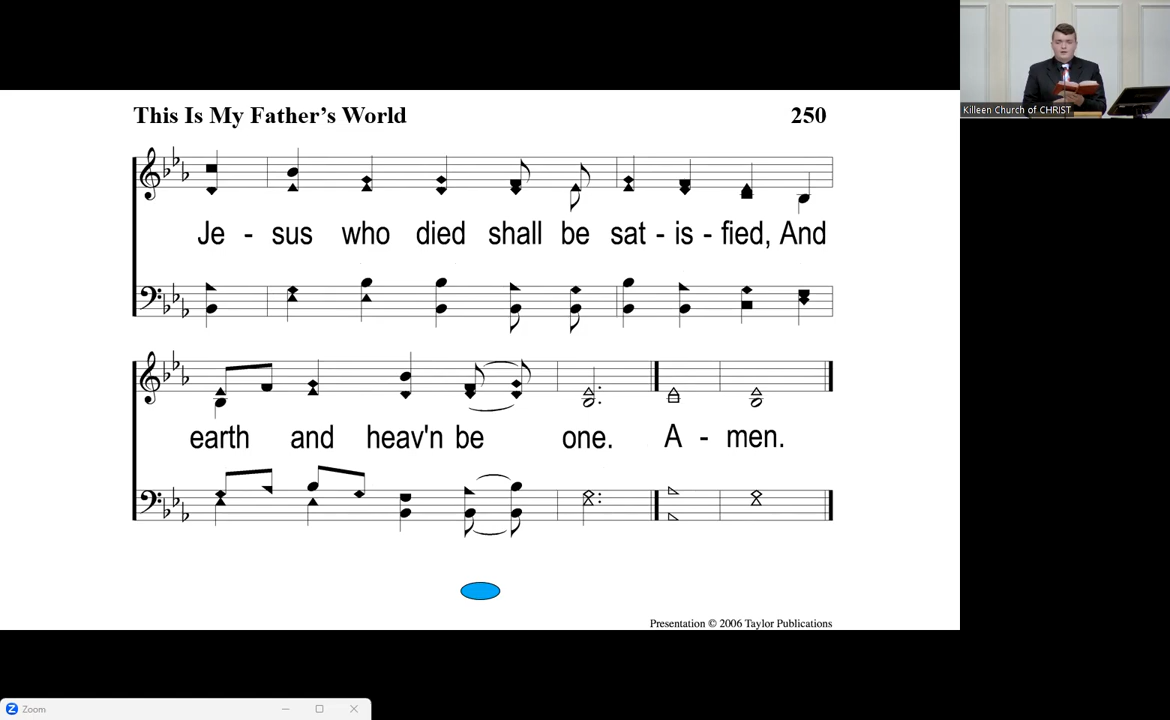 This Is My Father's World 250
Je - sus who died shall be sat - is - fied, And
earth and heav'n be one. A - men.
Presentation © 2006 Taylor Publications
Killeen Church of CHRIST
Zoom